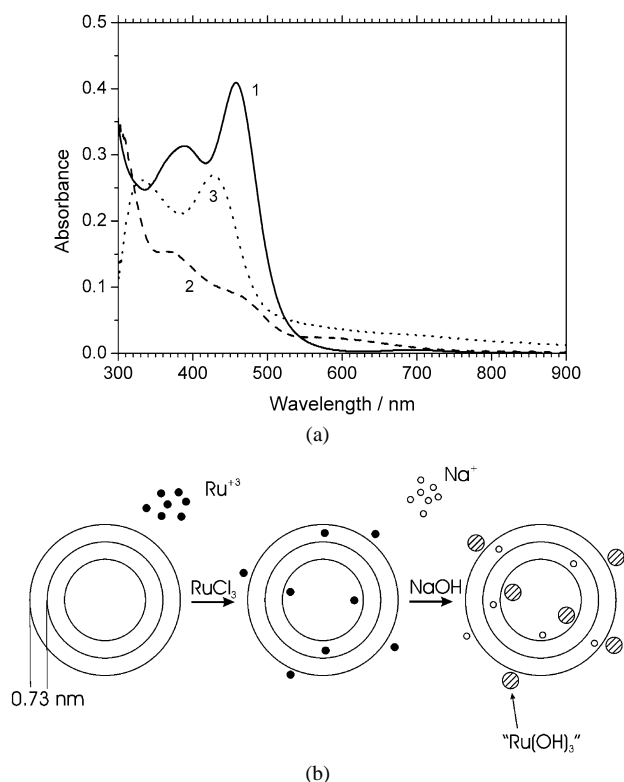 0.5
0.4
0.3
0.2
0.1
0.0
Absorbance
1
3
2
300 400 500 600 700 800 900
Wavelength / nm
(a)
Ru+3
Na+
RuCl3
NaOH
0.73 nm
“Ru(OH)3”
(b)